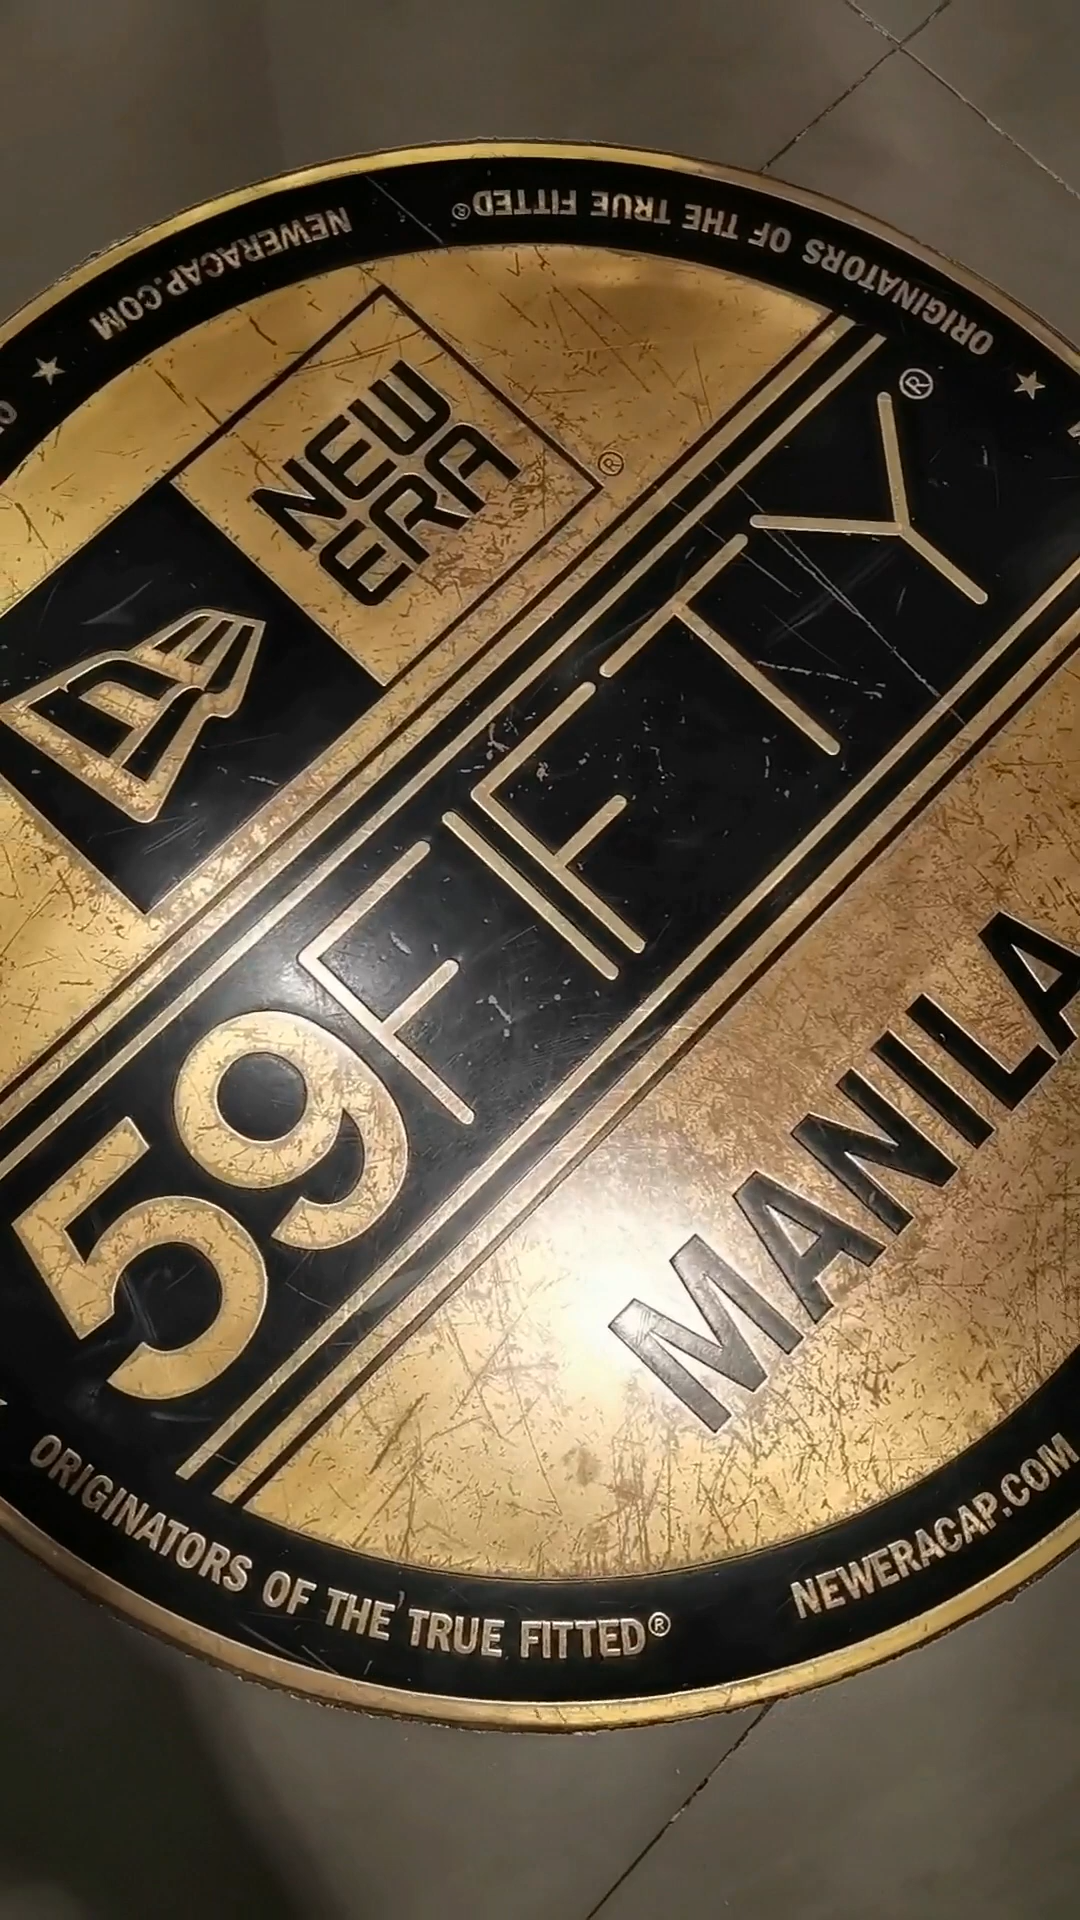 NEW
ERA®
59FIFTY®
MANILA
ORIGINATORS OF THE TRUE FITTED®
NEWERACAP.COM
ORIGINATORS OF THE TRUE FITTED®
NEWERACAP.COM